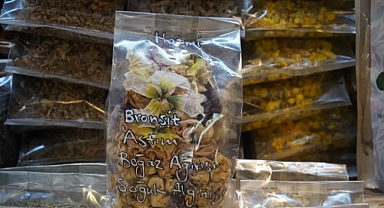 Hatmi
Bronşit
Astım
Boğaz Ağrısı
Soğuk Algınlığı